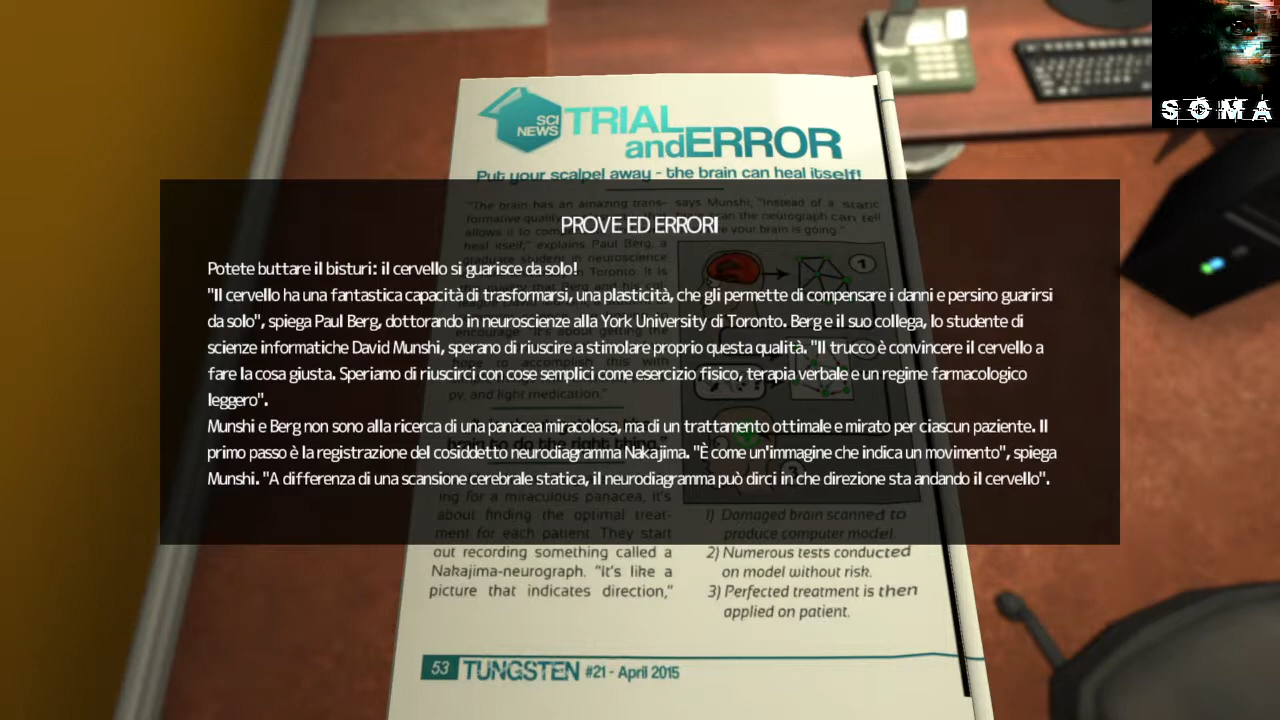 SOMA
SCI
NEWS
TRIAL
and ERROR
Put your scalpel away - the brain can heal itself!
"The brain has an amazing trans-
says Munshi, "Instead of a static
PROVE ED ERRORI
Potete buttare il bisturi: il cervello si guarisce da solo!
"Il cervello ha una fantastica capacità di trasformarsi, una plasticità, che gli permette di compensare i danni e persino guarirsi
da solo", spiega Paul Berg, dottorando in neuroscienze alla York University di Toronto. Berg e il suo collega, lo studente di
scienze informatiche David Munshi, sperano di riuscire a stimolare proprio questa qualità. "Il trucco è convincere il cervello a
fare la cosa giusta. Speriamo di riuscirci con cose semplici come esercizio fisico, terapia verbale e un regime farmacologico
leggero".
Munshi e Berg non sono alla ricerca di una panacea miracolosa, ma di un trattamento ottimale e mirato per ciascun paziente. Il
primo passo è la registrazione del cosiddetto neurodiagramma Nakajima. "È come un'immagine che indica un movimento", spiega
Munshi. "A differenza di una scansione cerebrale statica, il neurodiagramma può dirci in che direzione sta andando il cervello".
ing for a miraculous panacea, it's
about finding the optimal treat-
ment for each patient. They start
out recording something called a
Nakajima-neurograph. "It's like a
picture that indicates direction,"
1) Damaged brain scanned to
produce computer model.
2) Numerous tests conducted
on model without risk.
3) Perfected treatment is then
applied on patient.
53 TUNGSTEN #21 - April 2015